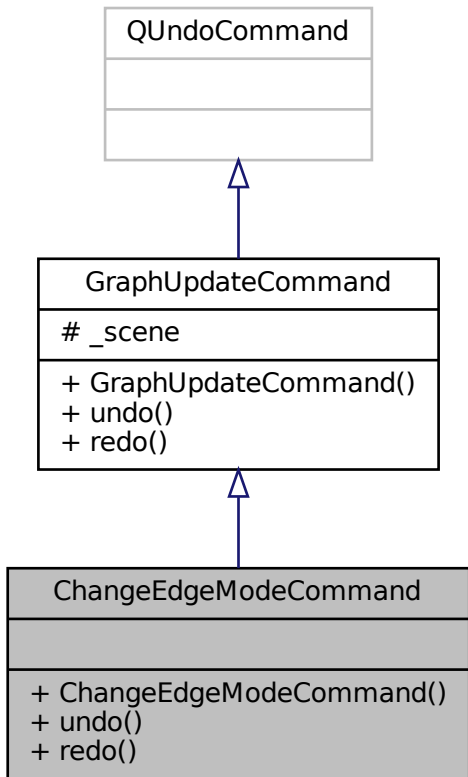 QUndoCommand
GraphUpdateCommand
# _scene
+ GraphUpdateCommand()
+ undo()
+ redo()
ChangeEdgeModeCommand
+ ChangeEdgeModeCommand()
+ undo()
+ redo()